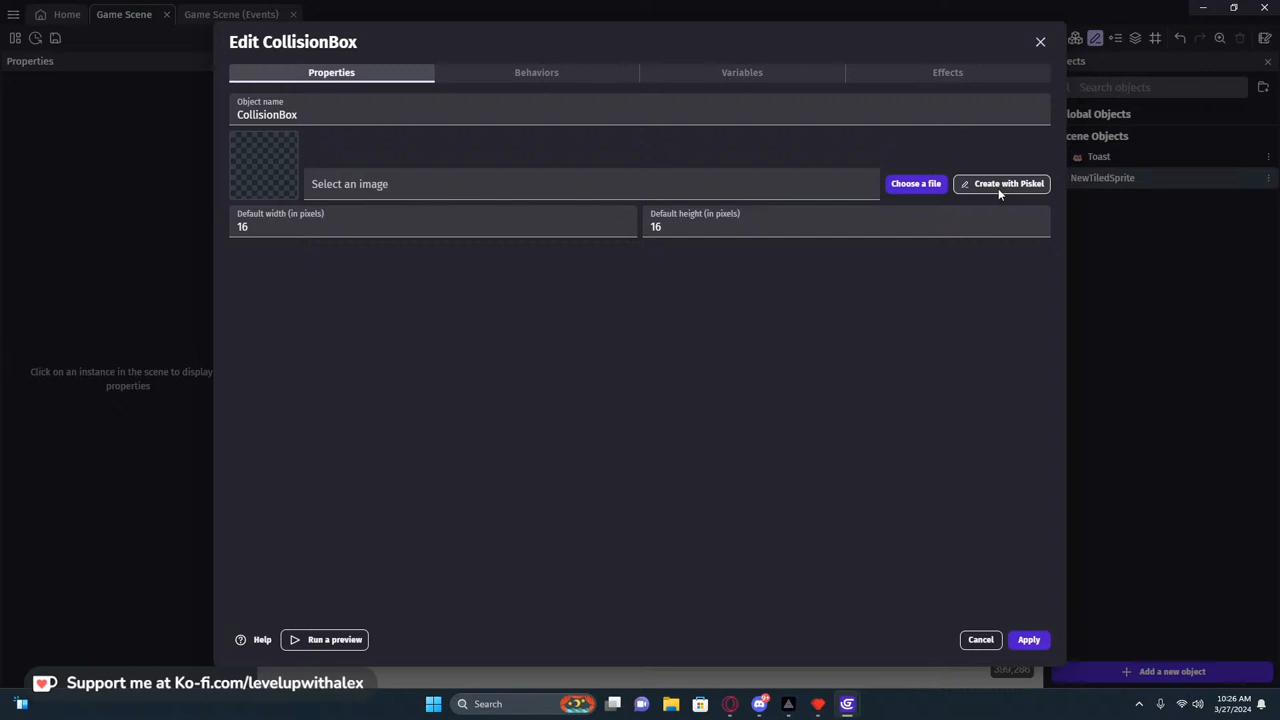 Home
Game Scene
Game Scene (Events)
Properties
Edit CollisionBox
Properties
Behaviors
Variables
Effects
Object name
CollisionBox
Select an image
Choose a file
Create with Piskel
Default width (in pixels)
16
Default height (in pixels)
16
Click on an instance in the scene to display
properties
ects
Search objects
lobal Objects
cene Objects
Toast
NewTiledSprite
Help
Run a preview
Cancel
Apply
Add a new object
Support me at Ko-fi.com/levelupwithalex
Search
10:26 AM
3/27/2024